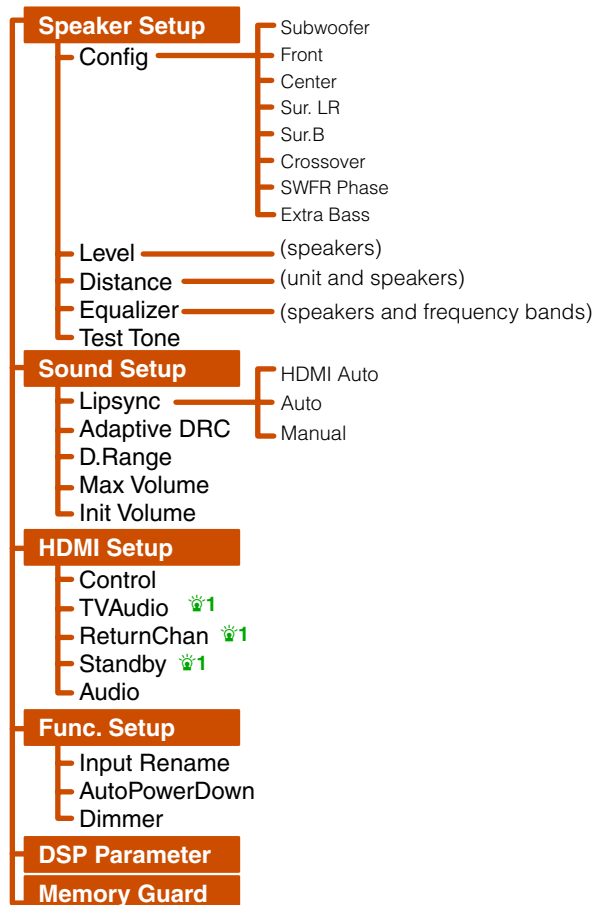 Speaker Setup
Config
Subwoofer
Front
Center
Sur. LR
Sur.B
Crossover
SWFR Phase
Extra Bass
Level
(speakers)
Distance
(unit and speakers)
Equalizer
(speakers and frequency bands)
Test Tone
Sound Setup
Lipsync
HDMI Auto
Auto
Manual
Adaptive DRC
D.Range
Max Volume
Init Volume
HDMI Setup
Control
TVAudio 1
ReturnChan 1
Standby 1
Audio
Func. Setup
Input Rename
AutoPowerDown
Dimmer
DSP Parameter
Memory Guard